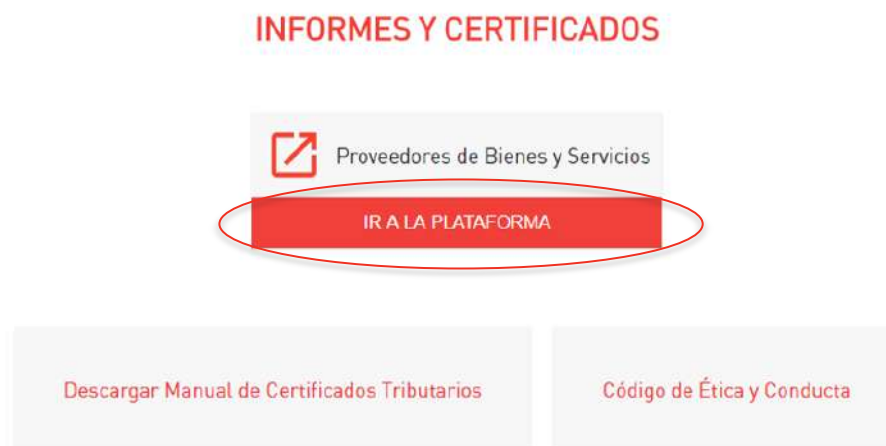 INFORMES Y CERTIFICADOS
Proveedores de Bienes y Servicios
IR A LA PLATAFORMA
Descargar Manual de Certificados Tributarios
Código de Ética y Conducta